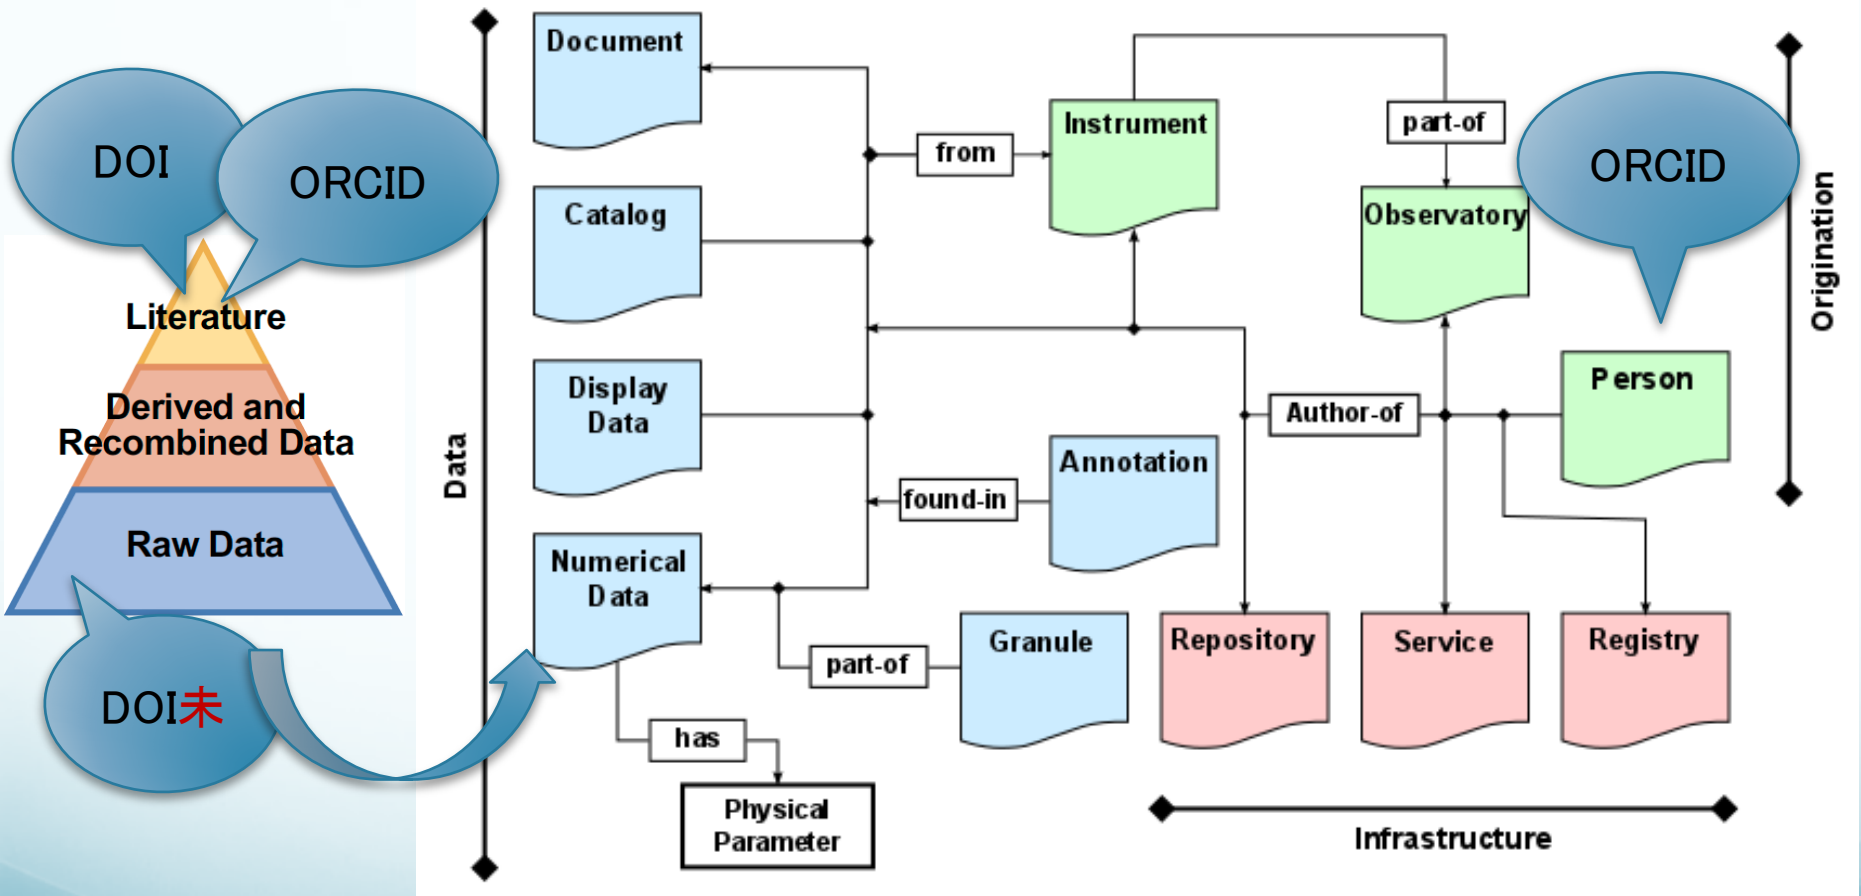 DOI
ORCID
Literature
Derived and
Recombined Data
Raw Data
DOI未
Data
Document
Catalog
Display
Data
Numerical
Data
from
Instrument
part-of
Observatory
ORCID
Origination
Person
Author-of
Annotation
found-in
Granule
part-of
has
Physical
Parameter
Repository
Service
Registry
Infrastructure